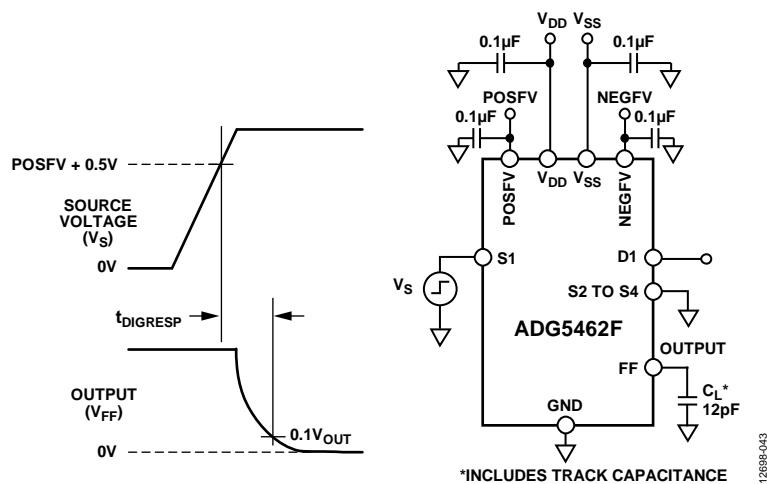 POSFV + 0.5V
SOURCE
VOLTAGE
(VS)
0V
tDIGRESP
OUTPUT
(VFF)
0.1VOUT
0V
VDD VSS
0.1µF
0.1µF
POSFV
NEGFV
0.1µF
0.1µF
POSFV
VDD
VSS
NEGFV
VS
S1
D1
S2 TO S4
ADG5462F
OUTPUT
FF
CL*
12pF
GND
*INCLUDES TRACK CAPACITANCE
12698-043